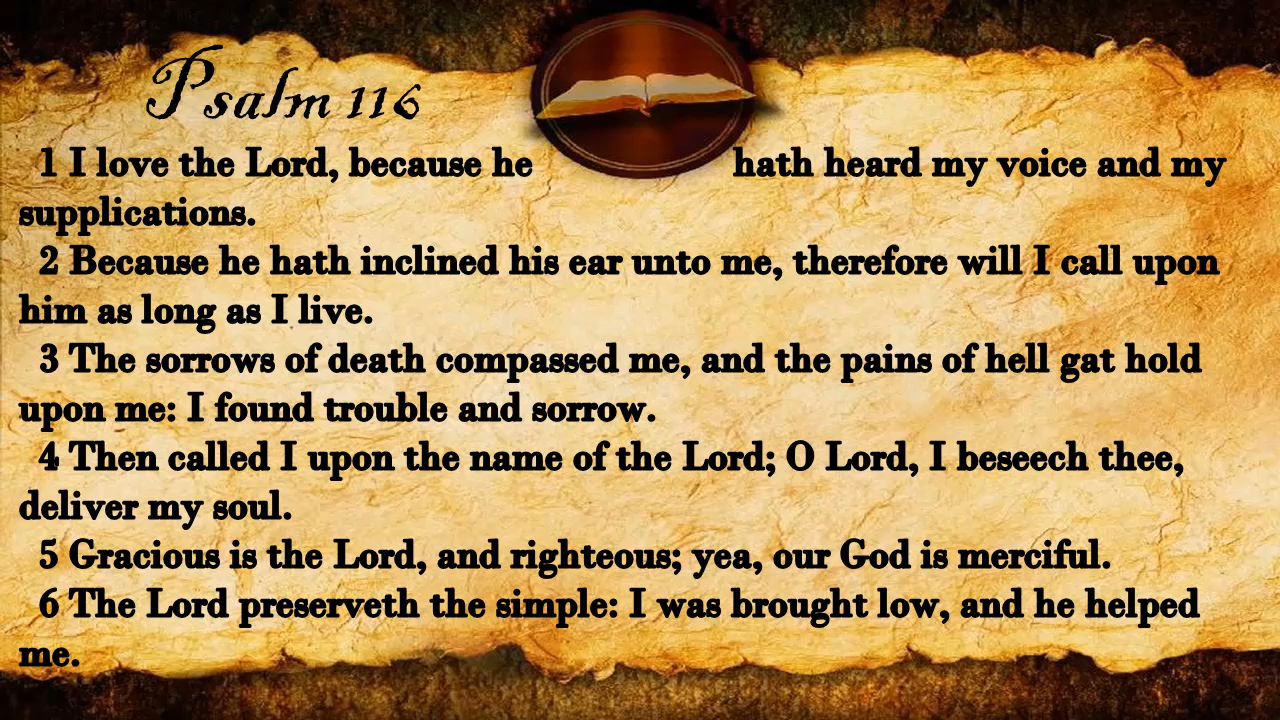 Psalm 116
1 I love the Lord, because he hath heard my voice and my
supplications.
2 Because he hath inclined his ear unto me, therefore will I call upon
him as long as I live.
3 The sorrows of death compassed me, and the pains of hell gat hold
upon me: I found trouble and sorrow.
4 Then called I upon the name of the Lord; O Lord, I beseech thee,
deliver my soul.
5 Gracious is the Lord, and righteous; yea, our God is merciful.
6 The Lord preserveth the simple: I was brought low, and he helped
me.